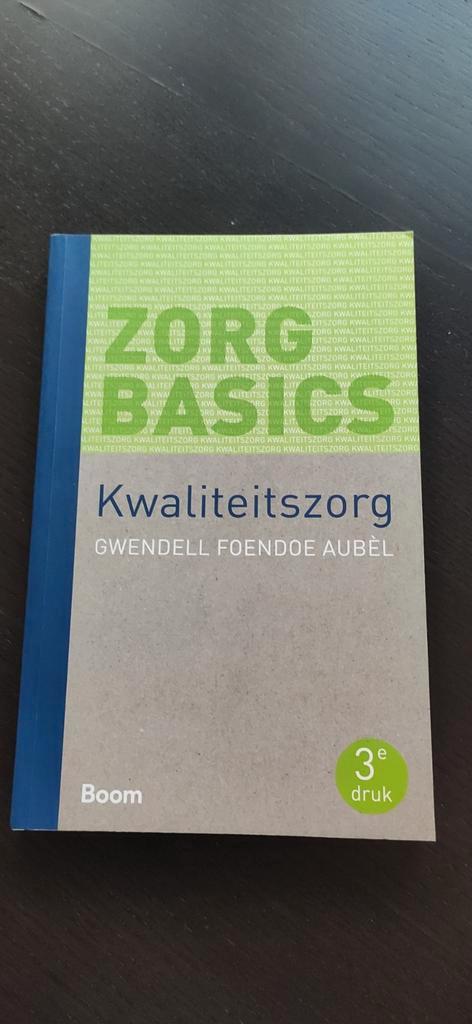 ZORG
BASICS
Kwaliteitszorg
GWENDELL FOENDOE AUBÈL
3e
druk
Boom